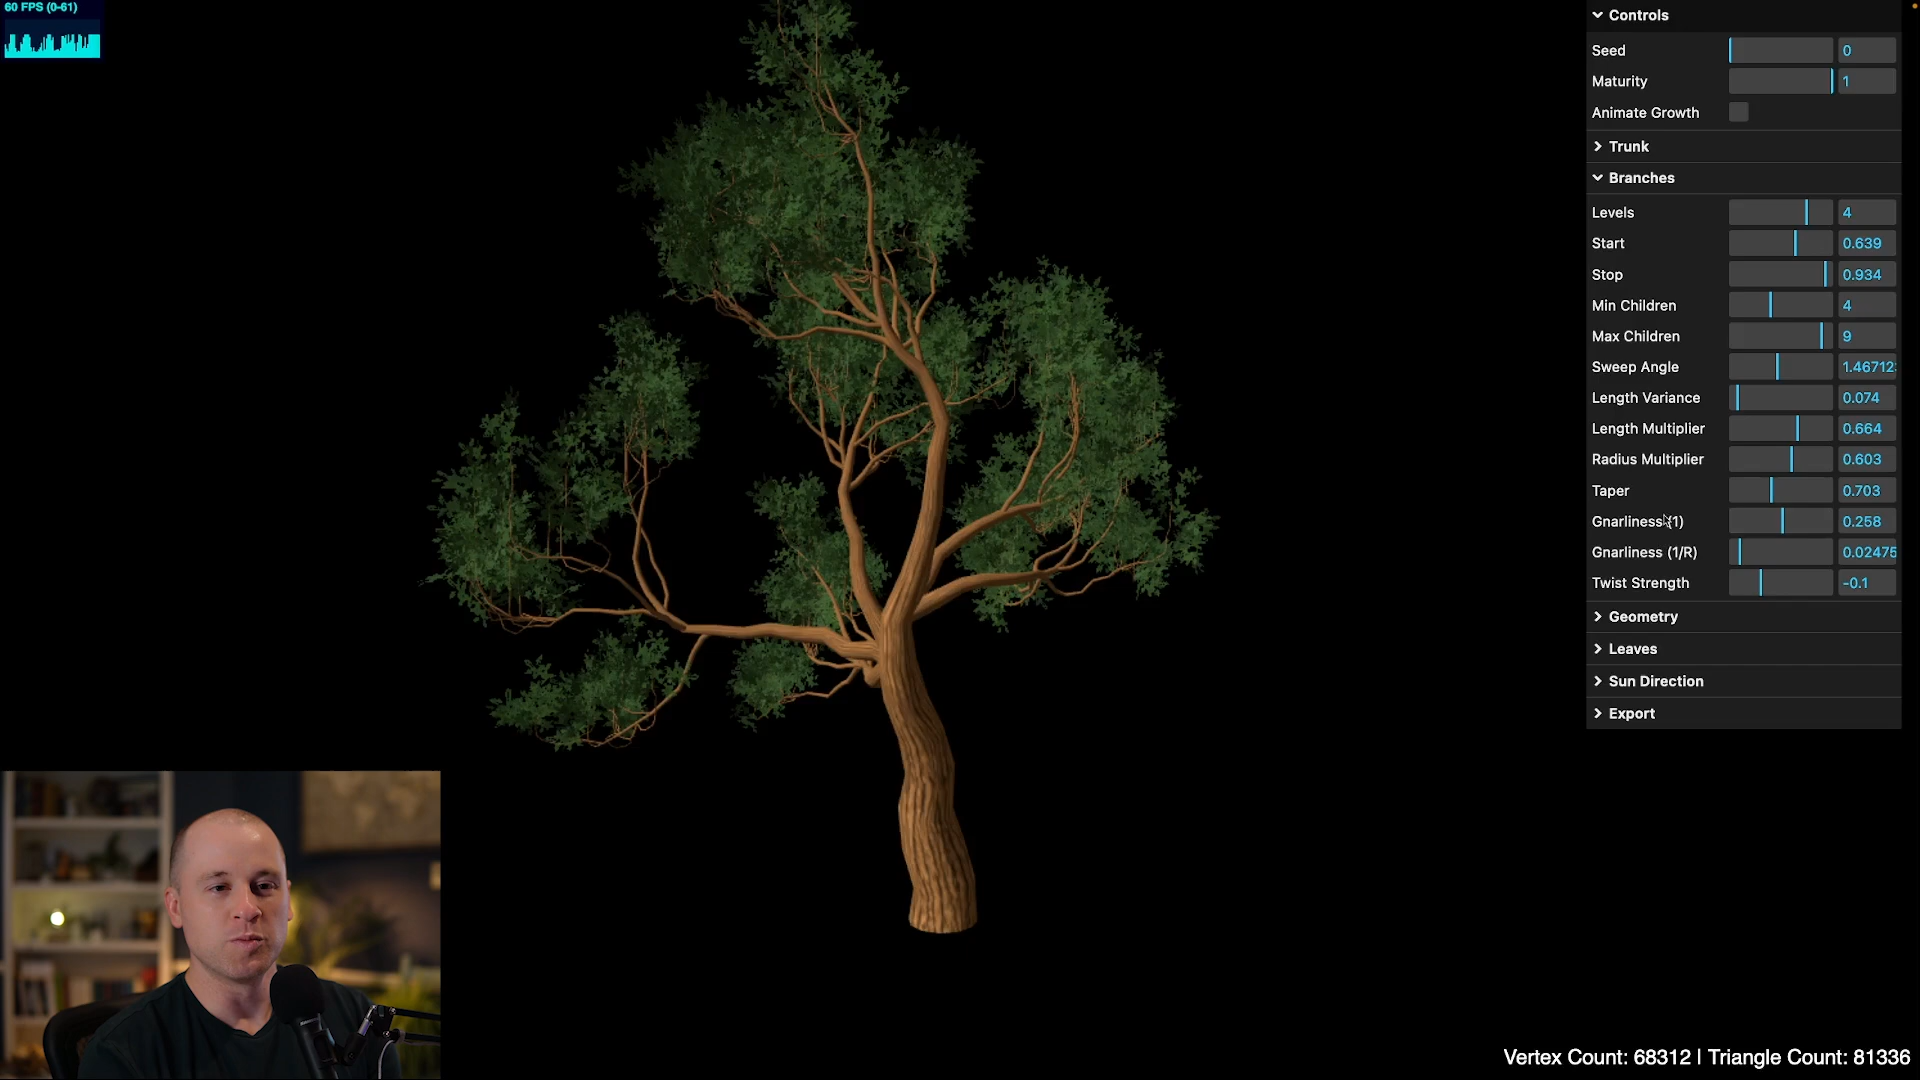 60 FPS (0-61)
Controls
Seed 0
Maturity 1
Animate Growth
Trunk
Branches
Levels 4
Start 0.639
Stop 0.934
Min Children 4
Max Children 9
Sweep Angle 1.46712
Length Variance 0.074
Length Multiplier 0.664
Radius Multiplier 0.603
Taper 0.703
Gnarliness (1) 0.258
Gnarliness (1/R) 0.02475
Twist Strength -0.1
Geometry
Leaves
Sun Direction
Export
Vertex Count: 68312 | Triangle Count: 81336